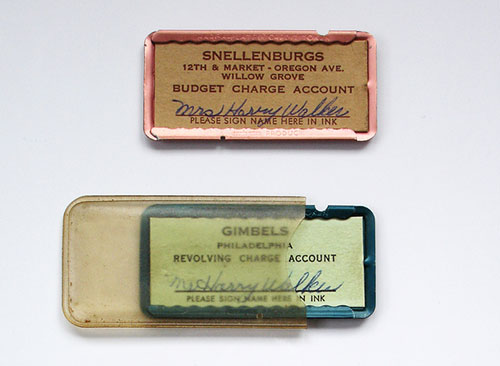 SNELLENBURGS
12TH & MARKET - OREGON AVE.
WILLOW GROVE
BUDGET CHARGE ACCOUNT
Mrs Harry Walker
PLEASE SIGN NAME HERE IN INK
GIMBELS
PHILADELPHIA
REVOLVING CHARGE ACCOUNT
Mrs Harry Walker
PLEASE SIGN NAME HERE IN INK